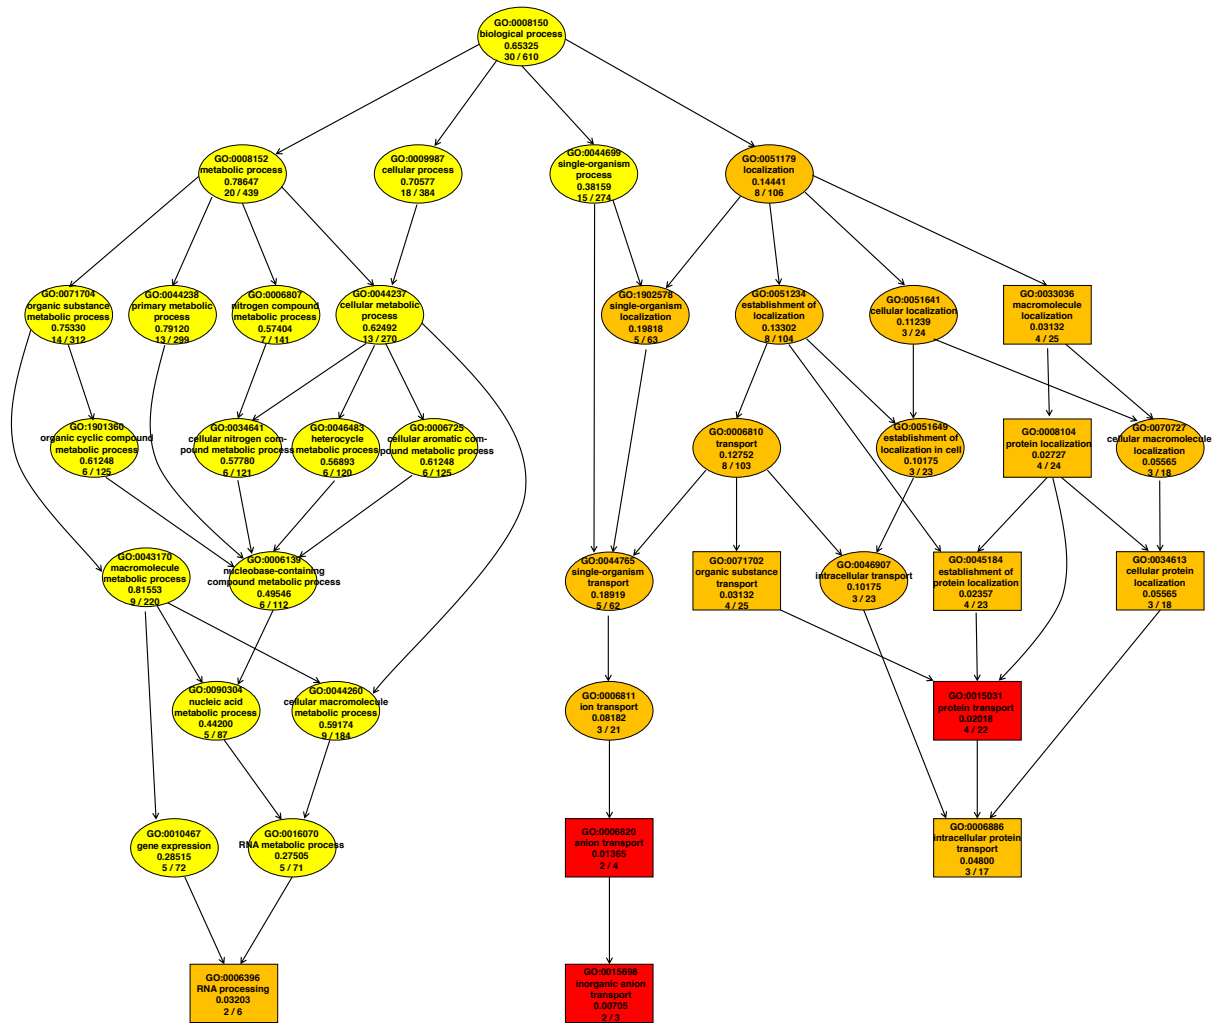 GO:0008150
biological process
0.65325
30 / 610
GO:0008152
metabolic process
0.78647
20 / 439
GO:0009987
cellular process
0.70577
18 / 384
GO:0044699
single-organism
process
0.38159
15 / 274
GO:0051179
localization
0.14441
8 / 106
GO:0071704
organic substance
metabolic process
0.75330
14 / 312
GO:0044238
primary metabolic
process
0.79120
13 / 299
GO:0006807
nitrogen compound
metabolic process
0.57404
7 / 141
GO:0044237
cellular metabolic
process
0.62492
13 / 270
GO:1902578
single-organism
localization
0.19818
5 / 63
GO:0051234
establishment of
localization
0.13302
8 / 104
GO:0051641
cellular localization
0.11239
3 / 24
GO:0033036
macromolecule
localization
0.03132
4 / 25
GO:1901360
organic cyclic compound
metabolic process
0.61248
6 / 125
GO:0034641
cellular nitrogen com-
pound metabolic process
0.57780
6 / 121
GO:0046483
heterocycle
metabolic process
0.56893
6 / 120
GO:0006725
cellular aromatic com-
pound metabolic process
0.61248
6 / 125
GO:0006810
transport
0.12752
8 / 103
GO:0051649
establishment of
localization in cell
0.10175
3 / 23
GO:0008104
protein localization
0.02727
4 / 24
GO:0070727
cellular macromolecule
localization
0.05565
3 / 18
GO:0043170
macromolecule
metabolic process
0.81553
9 / 220
GO:0006139
nucleobase-containing
compound metabolic process
0.49546
6 / 112
GO:0044765
single-organism
transport
0.18919
5 / 62
GO:0071702
organic substance
transport
0.03132
4 / 25
GO:0046907
intracellular transport
0.10175
3 / 23
GO:0045184
establishment of
protein localization
0.02357
4 / 23
GO:0034613
cellular protein
localization
0.05565
3 / 18
GO:0090304
nucleic acid
metabolic process
0.44200
5 / 87
GO:0044260
cellular macromolecule
metabolic process
0.59174
9 / 184
GO:0006811
ion transport
0.08182
3 / 21
GO:0015031
protein transport
0.02018
4 / 22
GO:0010467
gene expression
0.28515
5 / 72
GO:0016070
RNA metabolic process
0.27505
5 / 71
GO:0006820
anion transport
0.01365
2 / 4
GO:0006886
intracellular protein
transport
0.04800
3 / 17
GO:0006396
RNA processing
0.03203
2 / 6
GO:0015698
inorganic anion
transport
0.00705
2 / 3